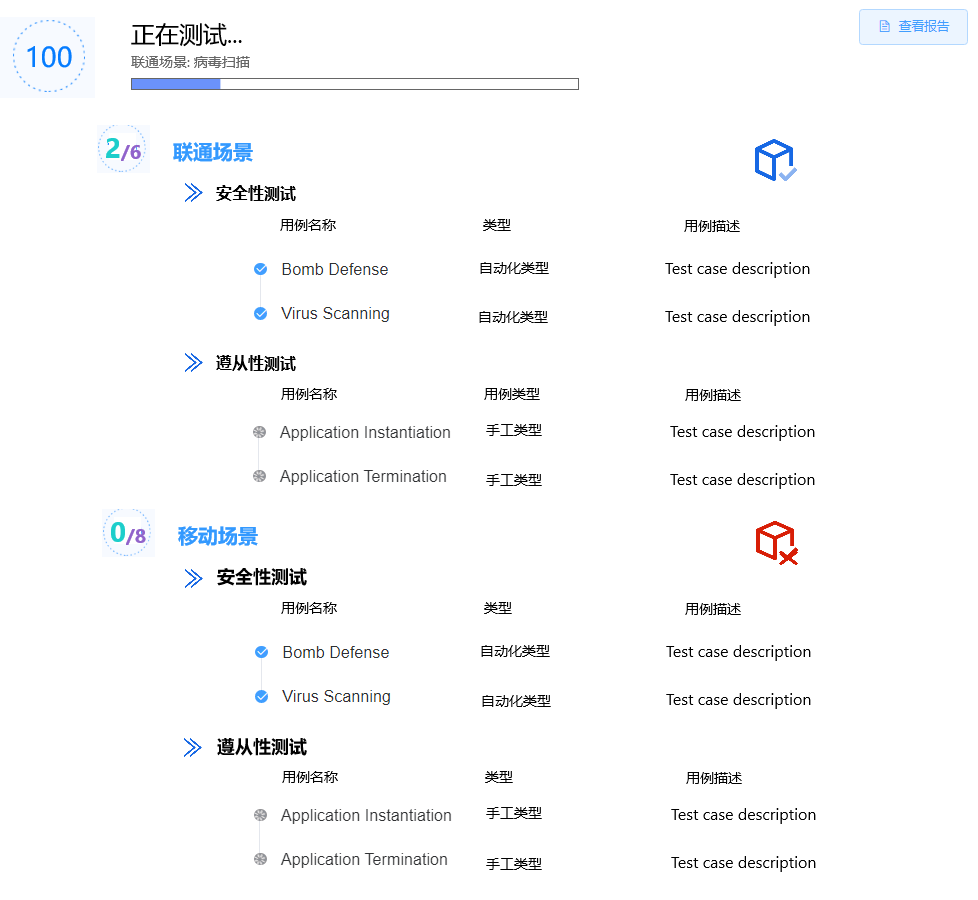 100
正在测试...
联通场景: 病毒扫描
查看报告
2/6 联通场景
安全性测试
用例名称 类型 用例描述
Bomb Defense 自动化类型 Test case description
Virus Scanning 自动化类型 Test case description
遵从性测试
用例名称 用例类型 用例描述
Application Instantiation 手工类型 Test case description
Application Termination 手工类型 Test case description
0/8 移动场景
安全性测试
用例名称 类型 用例描述
Bomb Defense 自动化类型 Test case description
Virus Scanning 自动化类型 Test case description
遵从性测试
用例名称 类型 用例描述
Application Instantiation 手工类型 Test case description
Application Termination 手工类型 Test case description